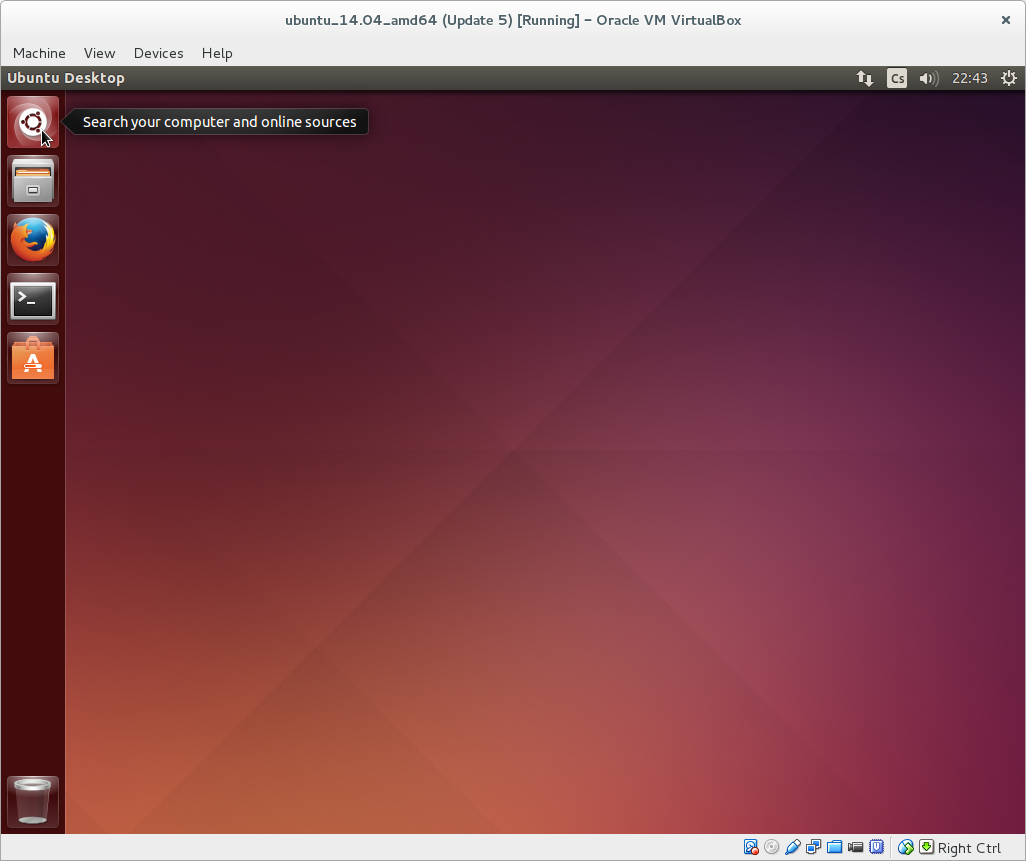 ubuntu_14.04_amd64 (Update 5) [Running] – Oracle VM VirtualBox
Machine View Devices Help
Ubuntu Desktop Cs 22:43
Search your computer and online sources
Right Ctrl